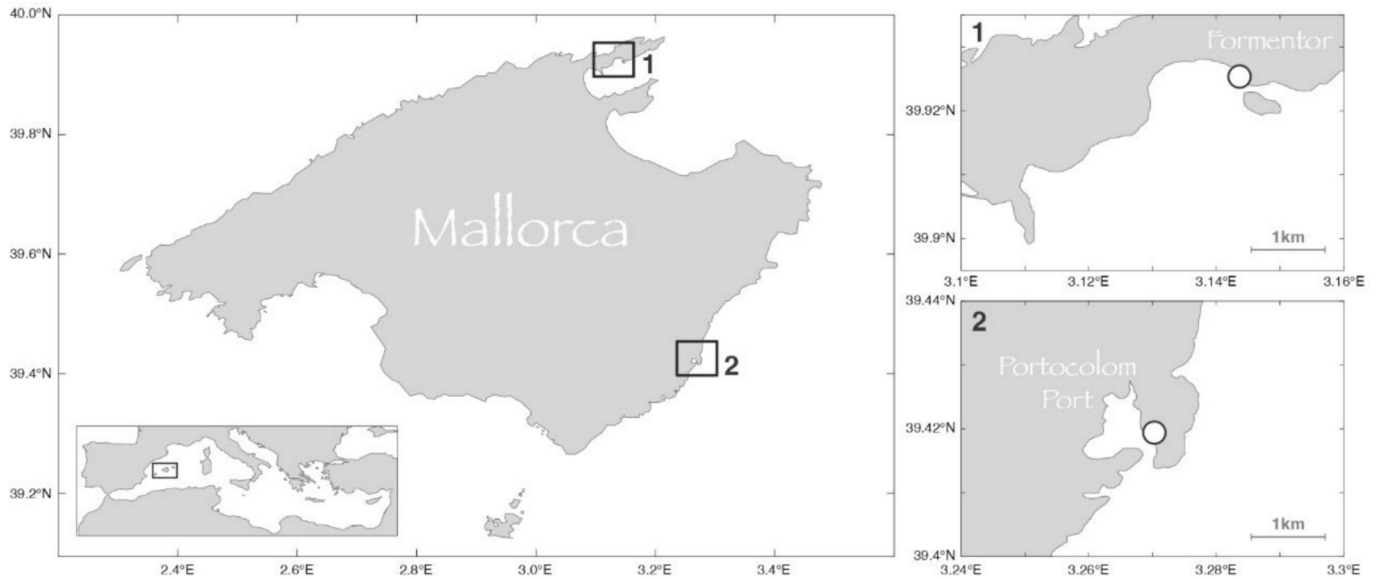 40.0°N
39.8°N
39.6°N
39.4°N
39.2°N
2.4°E
2.6°E
2.8°E
3.0°E
3.2°E
3.4°E
Mallorca
1
2
1
Formentor
39.92°N
39.9°N
1km
3.1°E
3.12°E
3.14°E
3.16°E
39.44°N
2
Portocolom
Port
39.42°N
1km
39.4°N
3.24°E
3.26°E
3.28°E
3.3°E